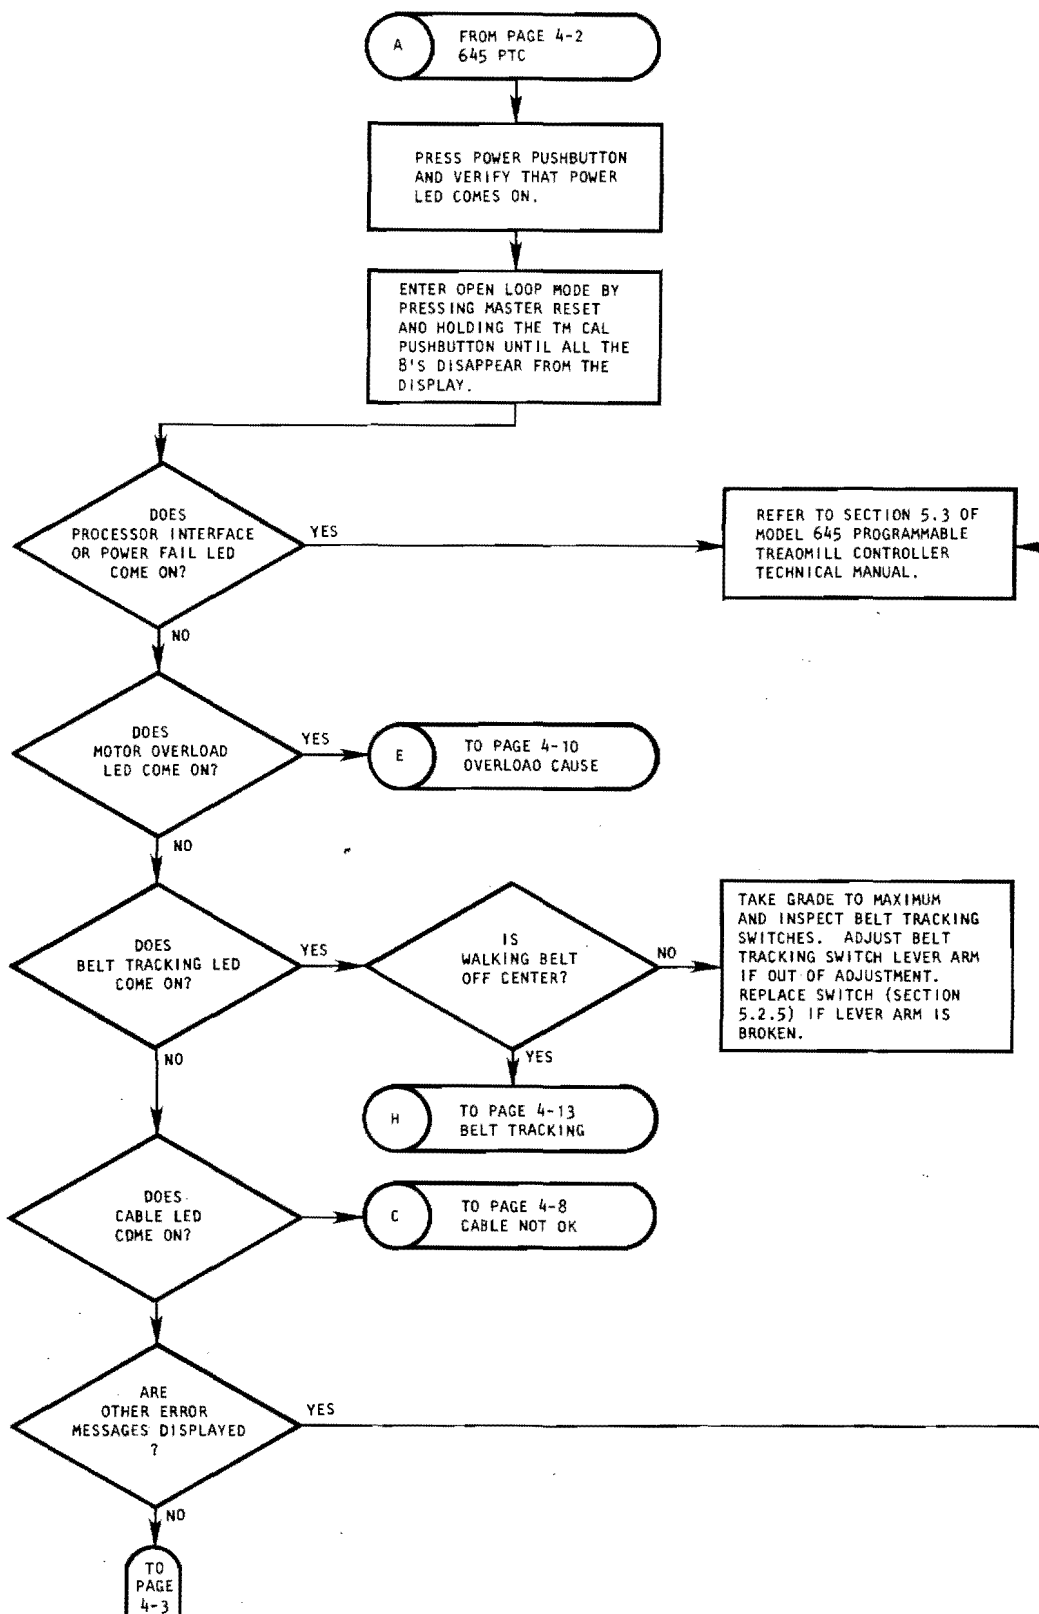 A
FROM PAGE 4-2
645 PTC
PRESS POWER PUSHBUTTON
AND VERIFY THAT POWER
LED COMES ON.
ENTER OPEN LOOP MODE BY
PRESSING MASTER RESET
AND HOLDING THE TM CAL
PUSHBUTTON UNTIL ALL THE
8'S DISAPPEAR FROM THE
DISPLAY.
DOES
PROCESSOR INTERFACE
OR POWER FAIL LED
COME ON?
YES
REFER TO SECTION 5.3 OF
MODEL 645 PROGRAMMABLE
TREADMILL CONTROLLER
TECHNICAL MANUAL.
NO
DOES
MOTOR OVERLOAD
LED COME ON?
YES
E
TO PAGE 4-10
OVERLOAD CAUSE
NO
DOES
BELT TRACKING LED
COME ON?
YES
IS
WALKING BELT
OFF CENTER?
NO
TAKE GRADE TO MAXIMUM
AND INSPECT BELT TRACKING
SWITCHES. ADJUST BELT
TRACKING SWITCH LEVER ARM
IF OUT OF ADJUSTMENT.
REPLACE SWITCH (SECTION
5.2.5) IF LEVER ARM IS
BROKEN.
YES
H
TO PAGE 4-13
BELT TRACKING
NO
DOES
CABLE LED
COME ON?
C
TO PAGE 4-8
CABLE NOT OK
ARE
OTHER ERROR
MESSAGES DISPLAYED
?
YES
NO
TO
PAGE
4-3